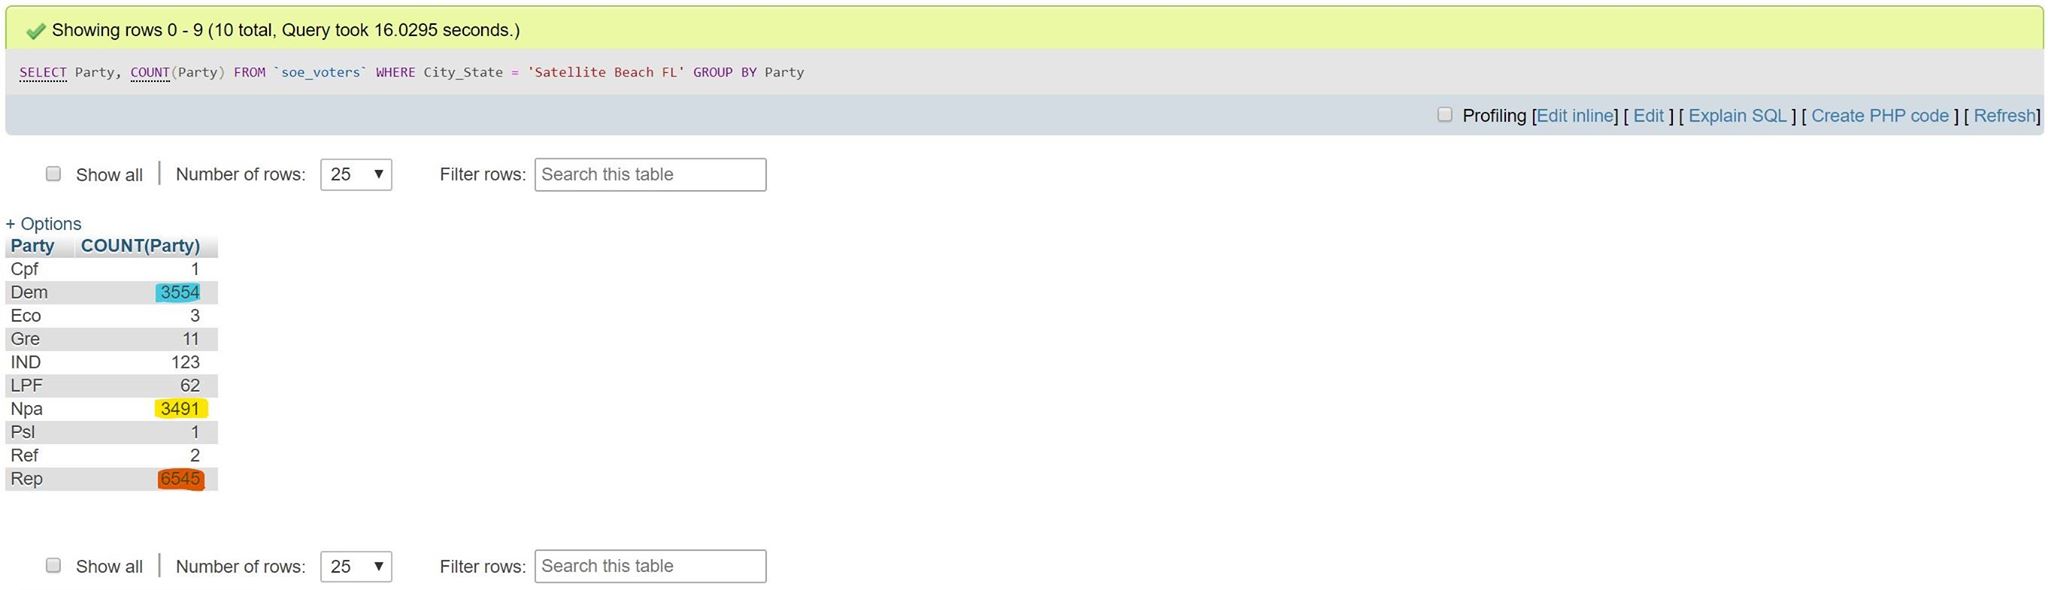 Showing rows 0 - 9 (10 total, Query took 16.0295 seconds.)
SELECT Party, COUNT(Party) FROM `soe_voters` WHERE City_State = 'Satellite Beach FL' GROUP BY Party
Profiling [Edit inline] [ Edit ] [ Explain SQL ] [ Create PHP code ] [ Refresh]
Show all | Number of rows: 25 Filter rows: Search this table
+ Options
Party COUNT(Party)
Cpf 1
Dem 3554
Eco 3
Gre 11
IND 123
LPF 62
Npa 3491
Psl 1
Ref 2
Rep 6545
Show all | Number of rows: 25 Filter rows: Search this table